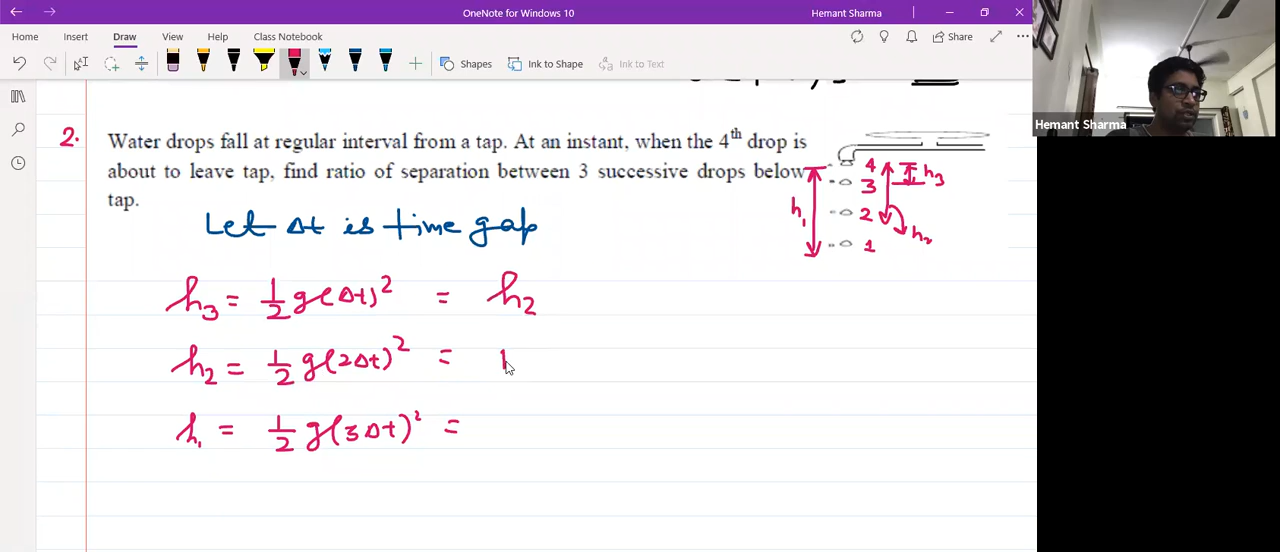 OneNote for Windows 10
Hemant Sharma
Home Insert Draw View Help Class Notebook
Share
Shapes
Ink to Shape
Ink to Text
Hemant Sharma
2.
Water drops fall at regular interval from a tap. At an instant, when the 4th drop is
about to leave tap, find ratio of separation between 3 successive drops below
tap.
4
3
2
1
h₁
h₃
h₂
Let Δt is time gap
h₃ = 1/2 g(Δt)² = h₂
h₂ = 1/2 g(2Δt)² =
h₁ = 1/2 g(3Δt)² =